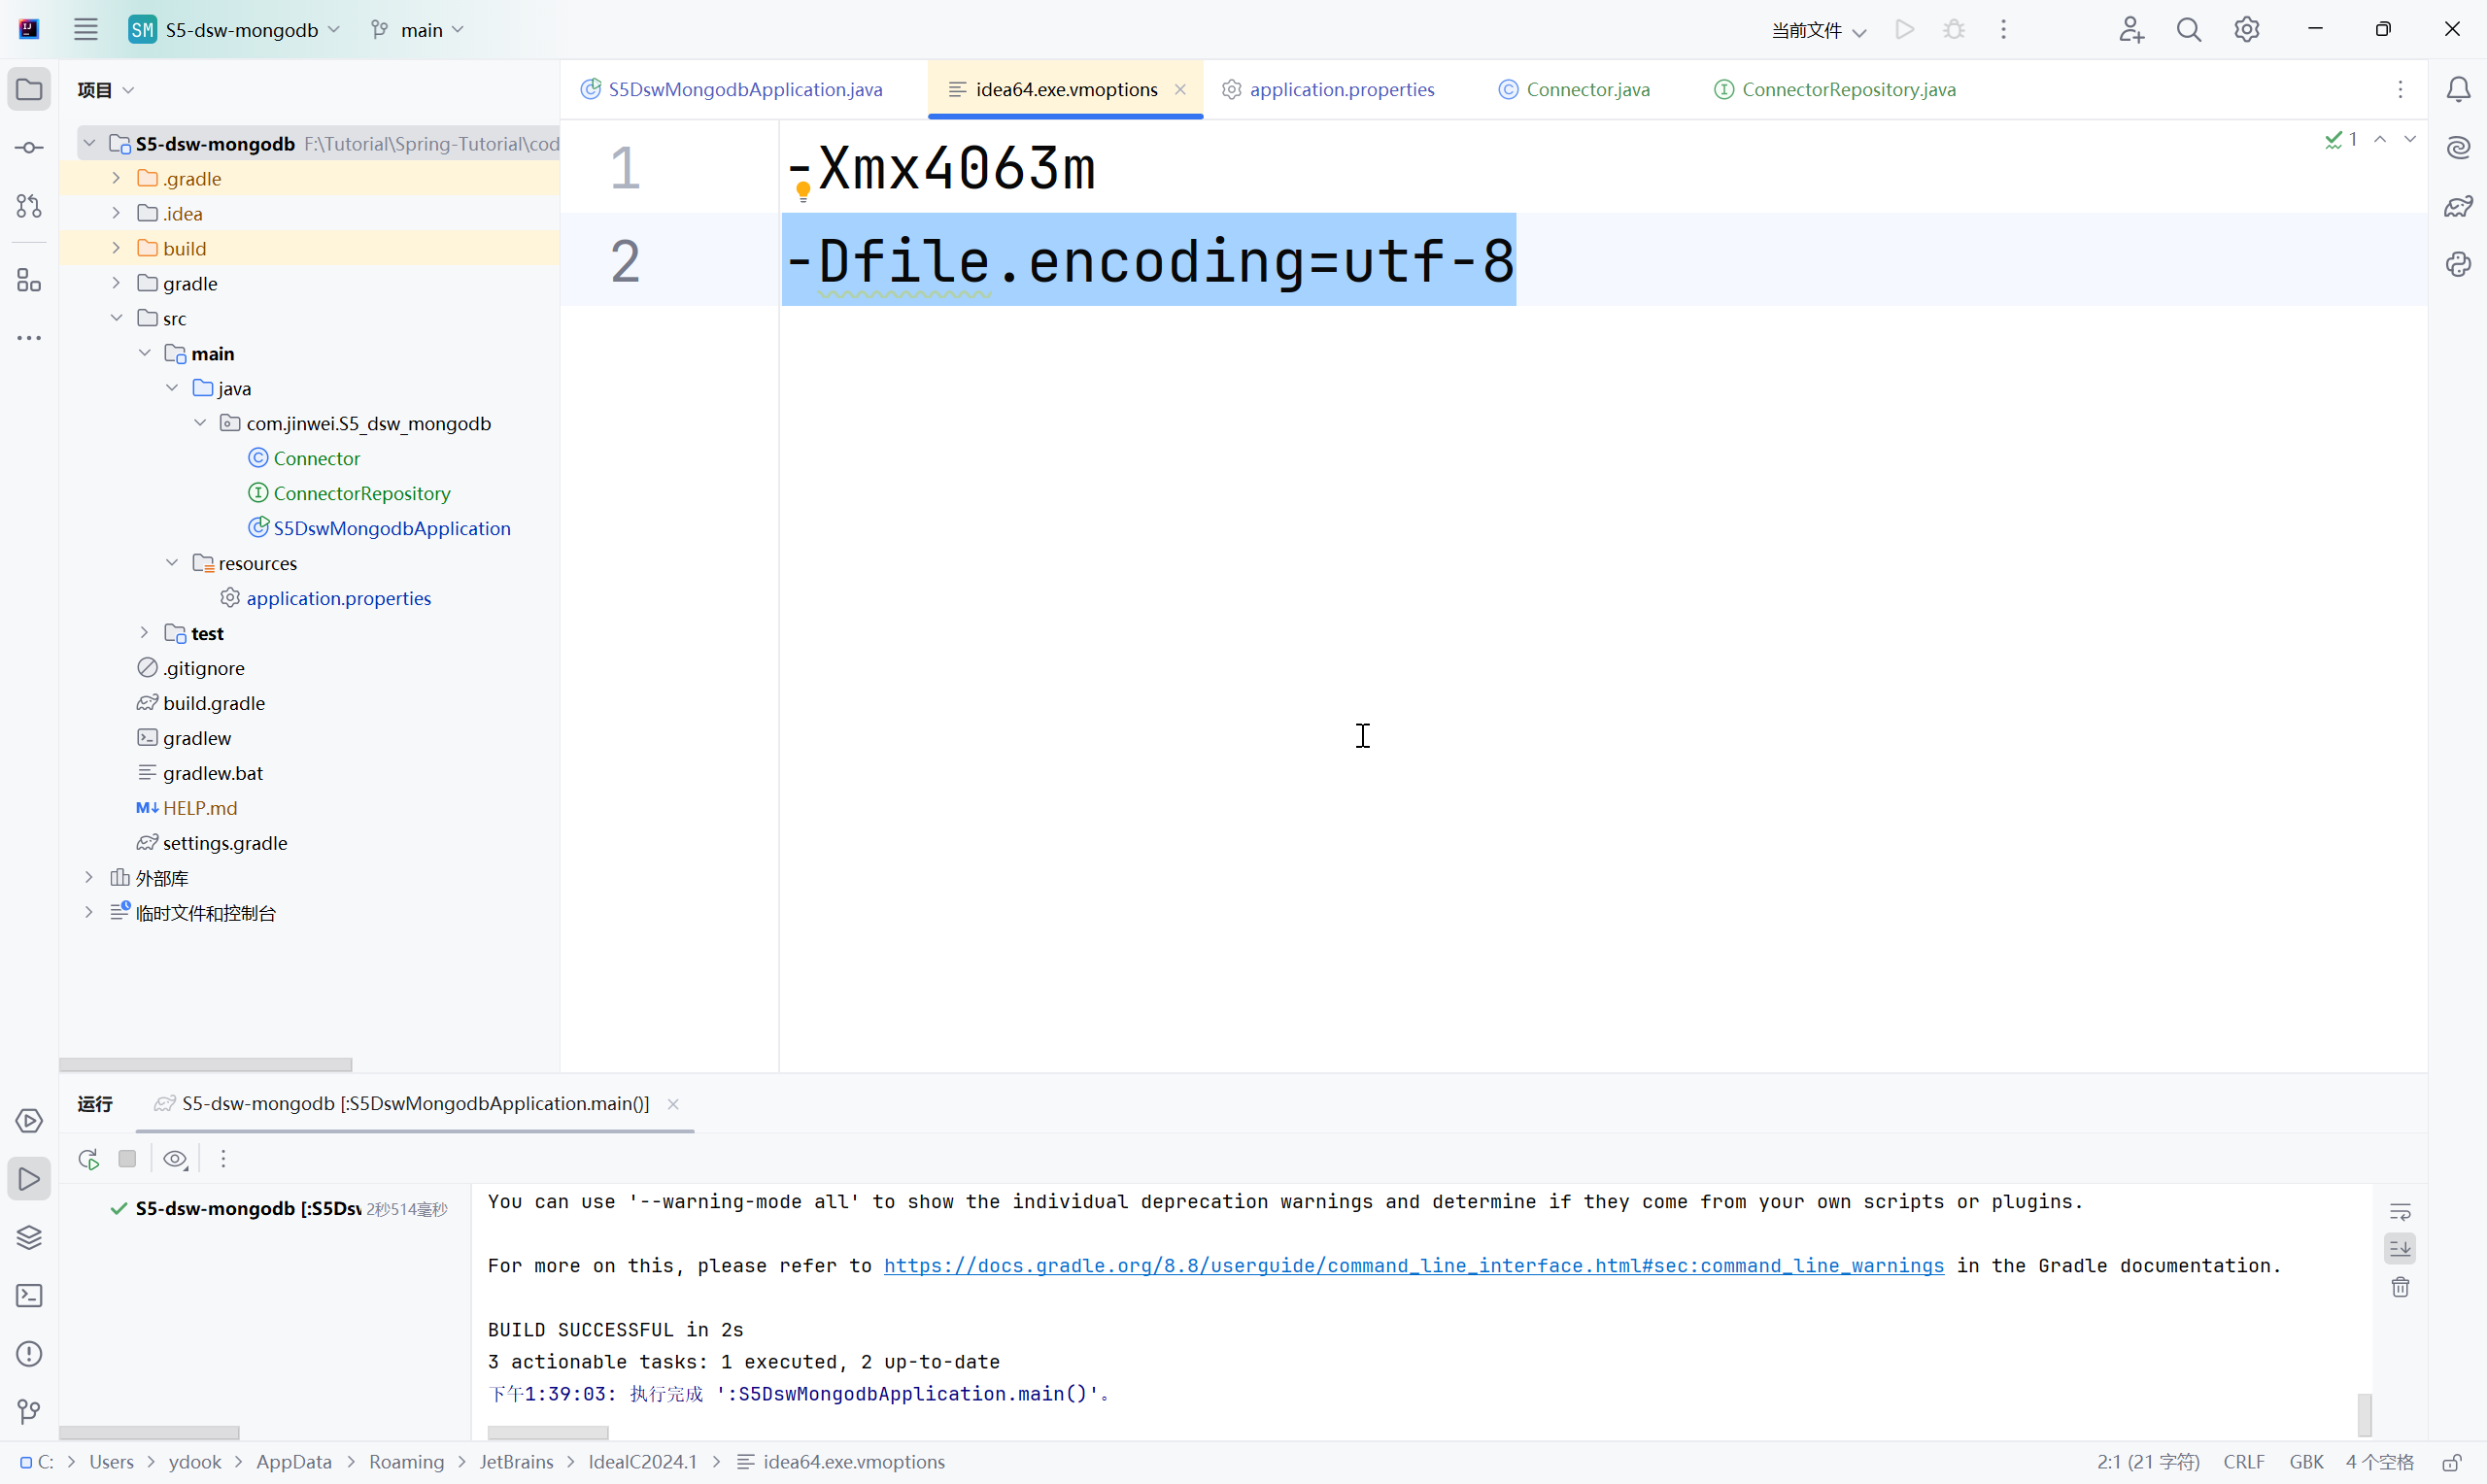 SM S5-dsw-mongodb main 当前文件
项目
S5-dsw-mongodb F:\Tutorial\Spring-Tutorial\cod
.gradle
.idea
build
gradle
src
main
java
com.jinwei.S5_dsw_mongodb
Connector
ConnectorRepository
S5DswMongodbApplication
resources
application.properties
test
.gitignore
build.gradle
gradlew
gradlew.bat
M↓ HELP.md
settings.gradle
外部库
临时文件和控制台
S5DswMongodbApplication.java idea64.exe.vmoptions application.properties Connector.java ConnectorRepository.java
1 -Xmx4063m
2 -Dfile.encoding=utf-8
1
运行 S5-dsw-mongodb [:S5DswMongodbApplication.main()]
S5-dsw-mongodb [:S5Dsw 2秒514毫秒
You can use '--warning-mode all' to show the individual deprecation warnings and determine if they come from your own scripts or plugins.
For more on this, please refer to https://docs.gradle.org/8.8/userguide/command_line_interface.html#sec:command_line_warnings in the Gradle documentation.
BUILD SUCCESSFUL in 2s
3 actionable tasks: 1 executed, 2 up-to-date
下午1:39:03: 执行完成 ':S5DswMongodbApplication.main()'。
C: > Users > ydook > AppData > Roaming > JetBrains > IdeaIC2024.1 > idea64.exe.vmoptions 2:1 (21 字符) CRLF GBK 4 个空格